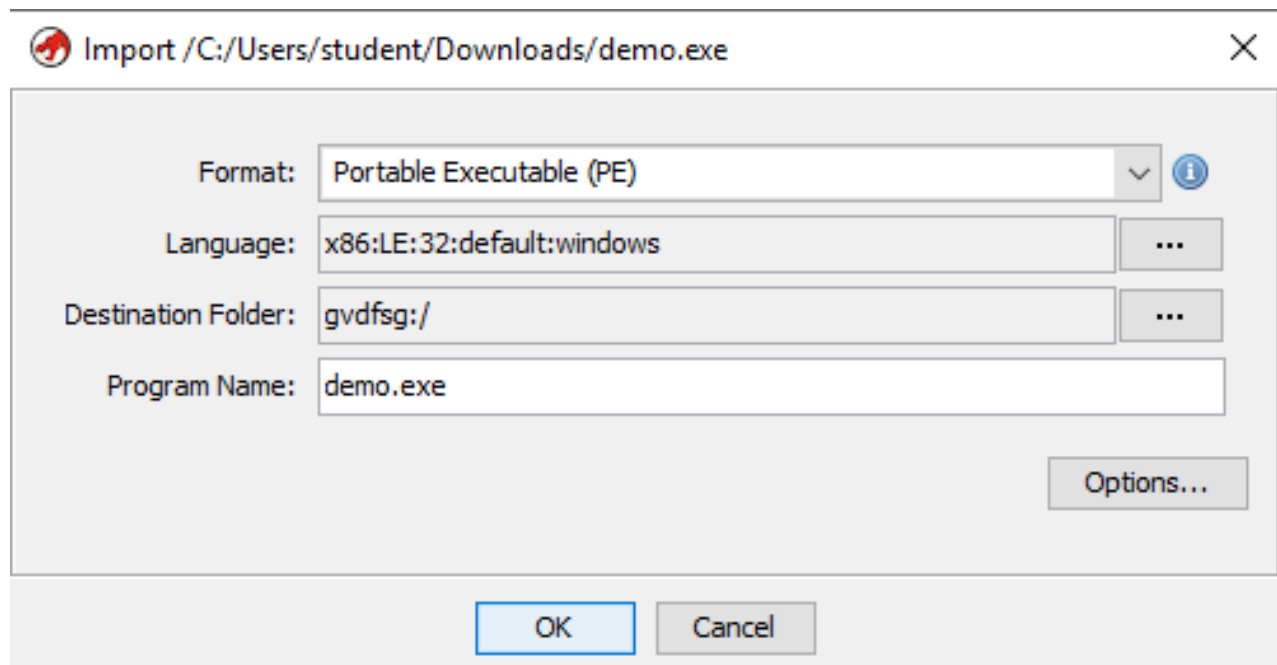 Import /C:/Users/student/Downloads/demo.exe
Format: Portable Executable (PE)
Language: x86:LE:32:default:windows ...
Destination Folder: gvdfsg:/ ...
Program Name: demo.exe
Options...
OK Cancel